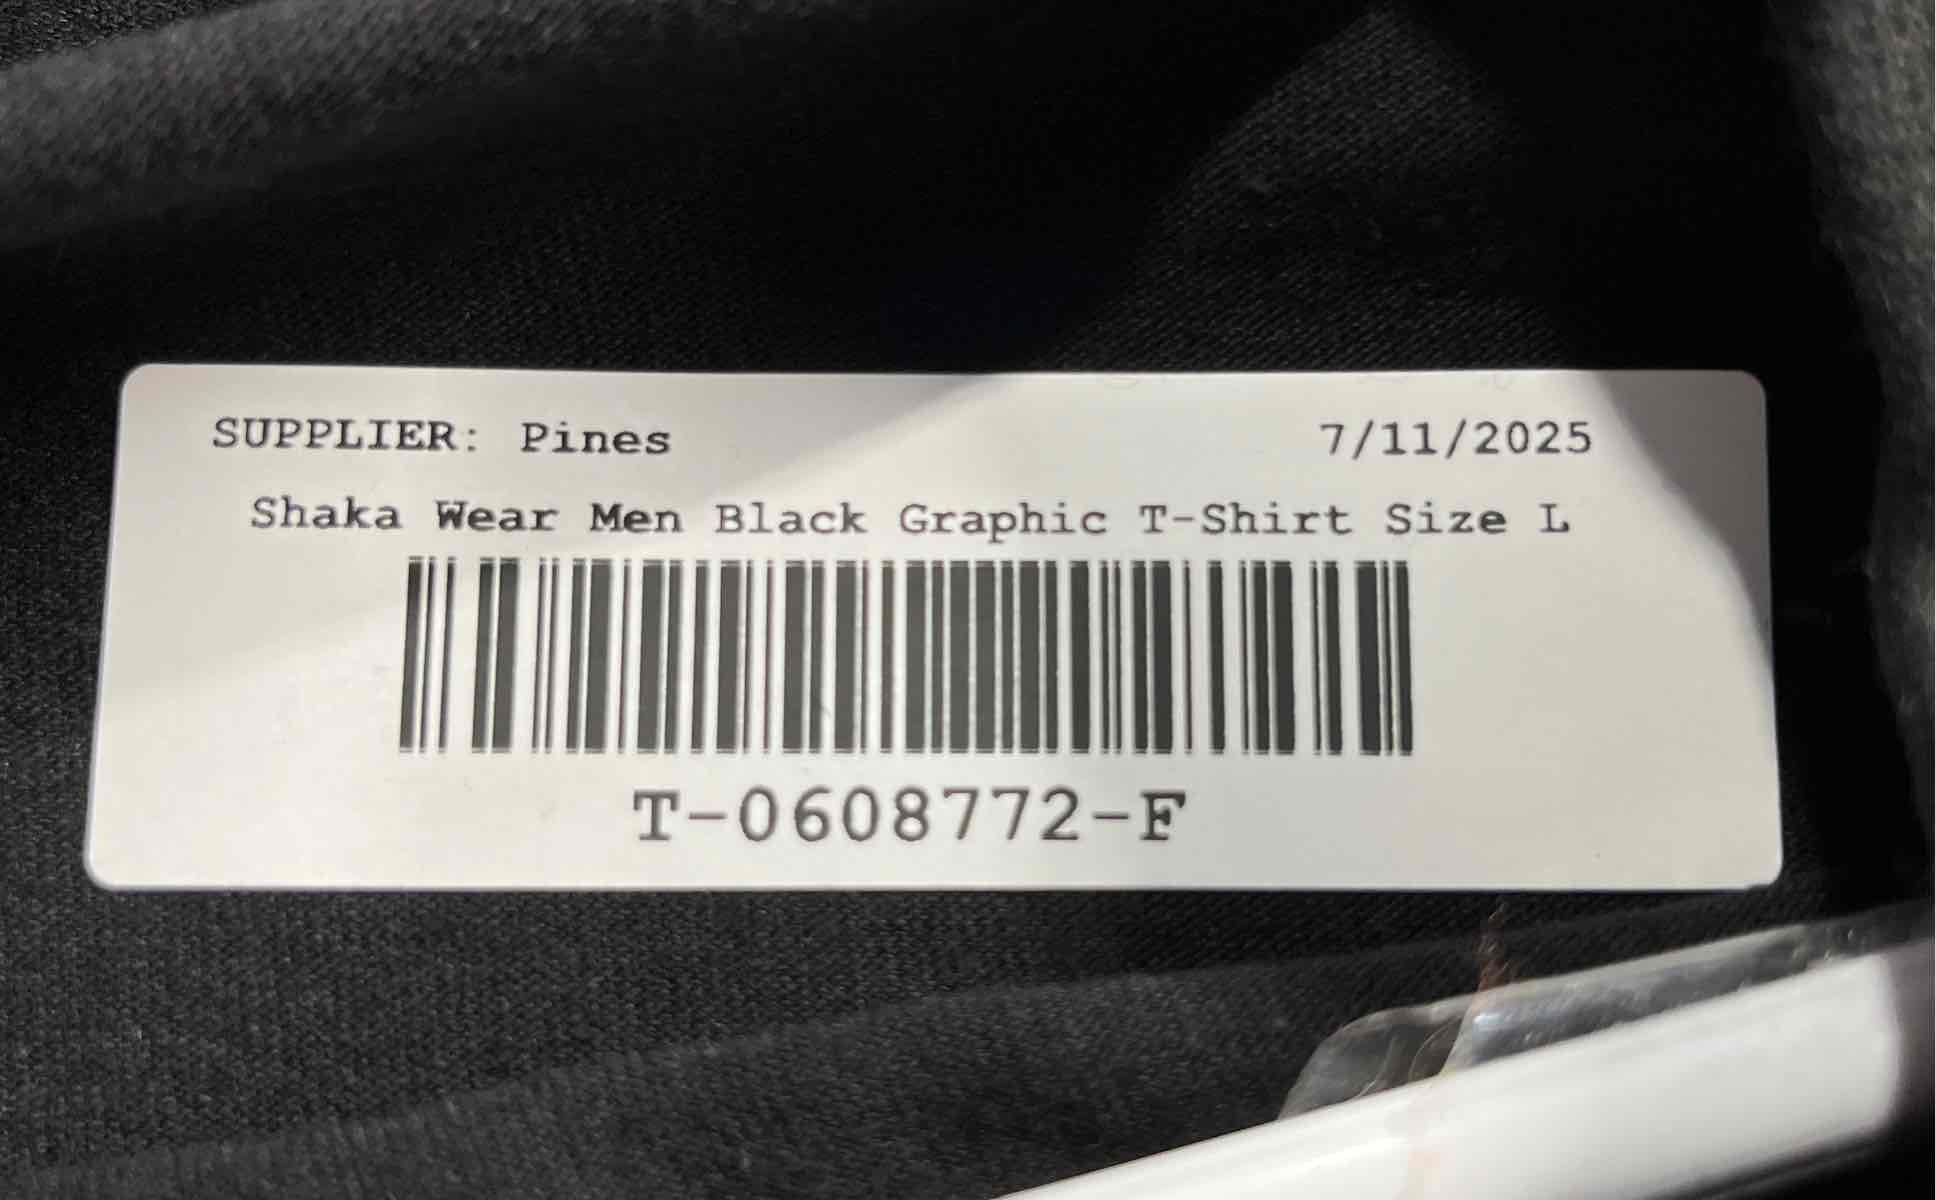 SUPPLIER: Pines 7/11/2025
Shaka Wear Men Black Graphic T-Shirt Size L
T-0608772-F